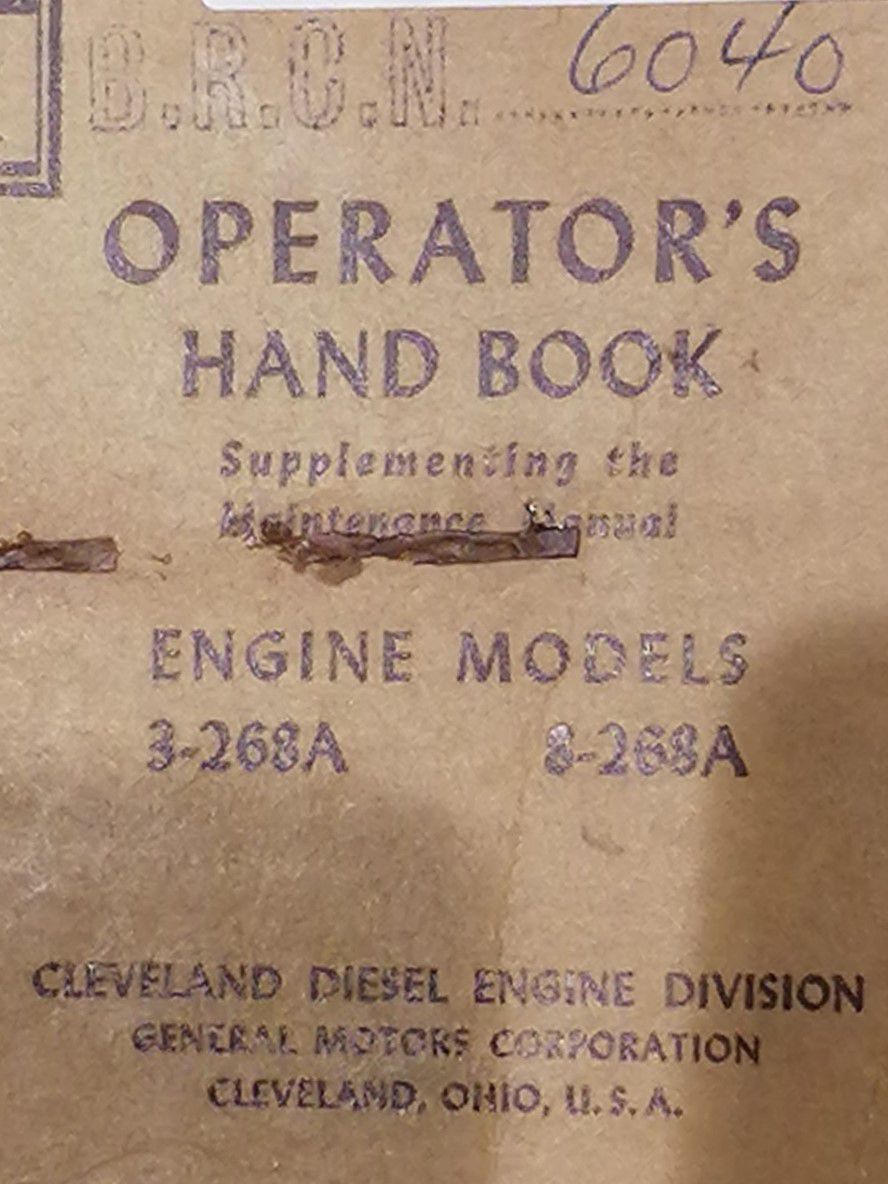 B.R.C.N. 6040
OPERATOR'S
HAND BOOK
Supplementing the
Maintenance Manual
ENGINE MODELS
3-268A 8-268A
CLEVELAND DIESEL ENGINE DIVISION
GENERAL MOTORS CORPORATION
CLEVELAND, OHIO, U.S.A.